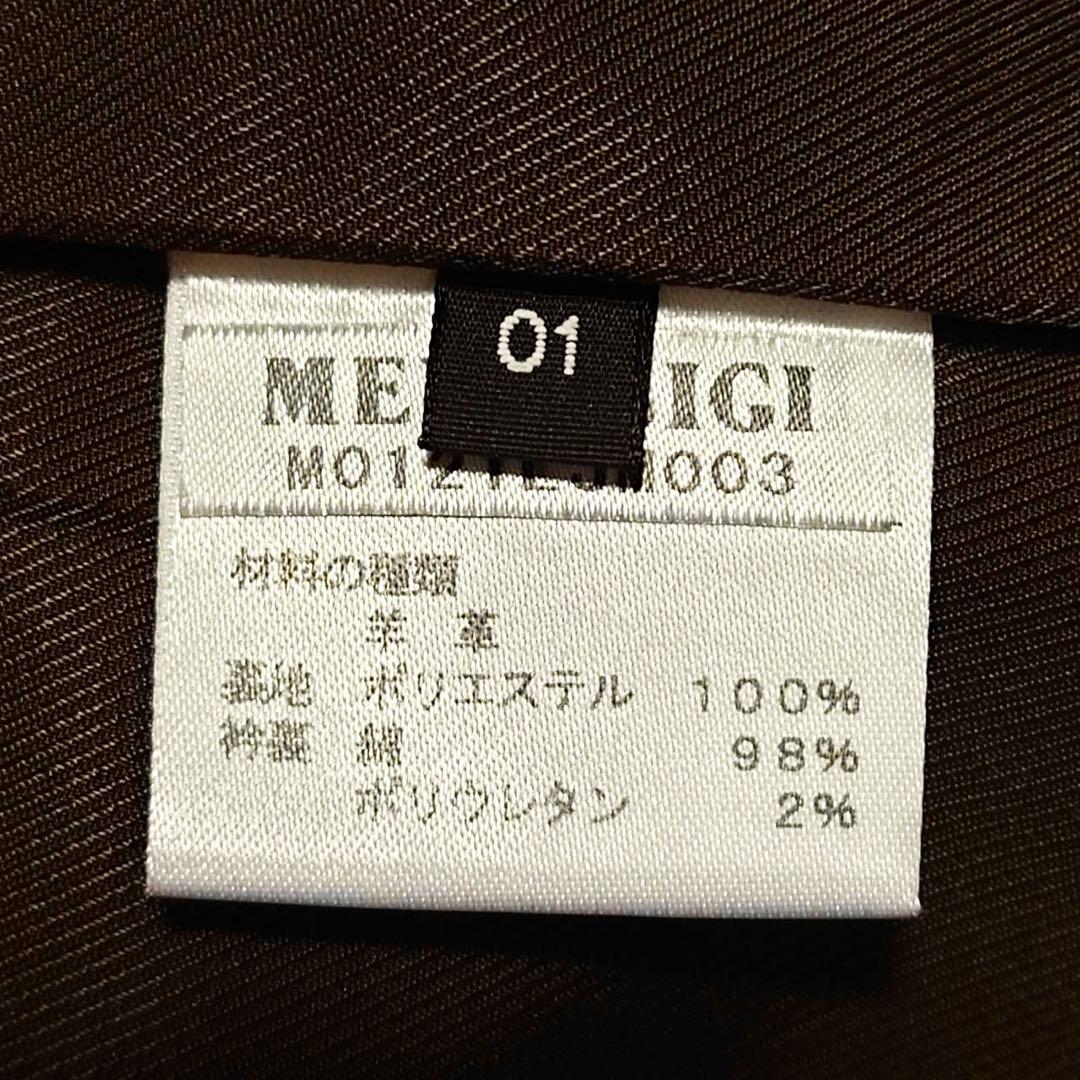 01
ME IGI
M012 003
材料の種類
羊 革
裏地 ポリエステル 100%
衿裏 綿 98%
ポリウレタン 2%